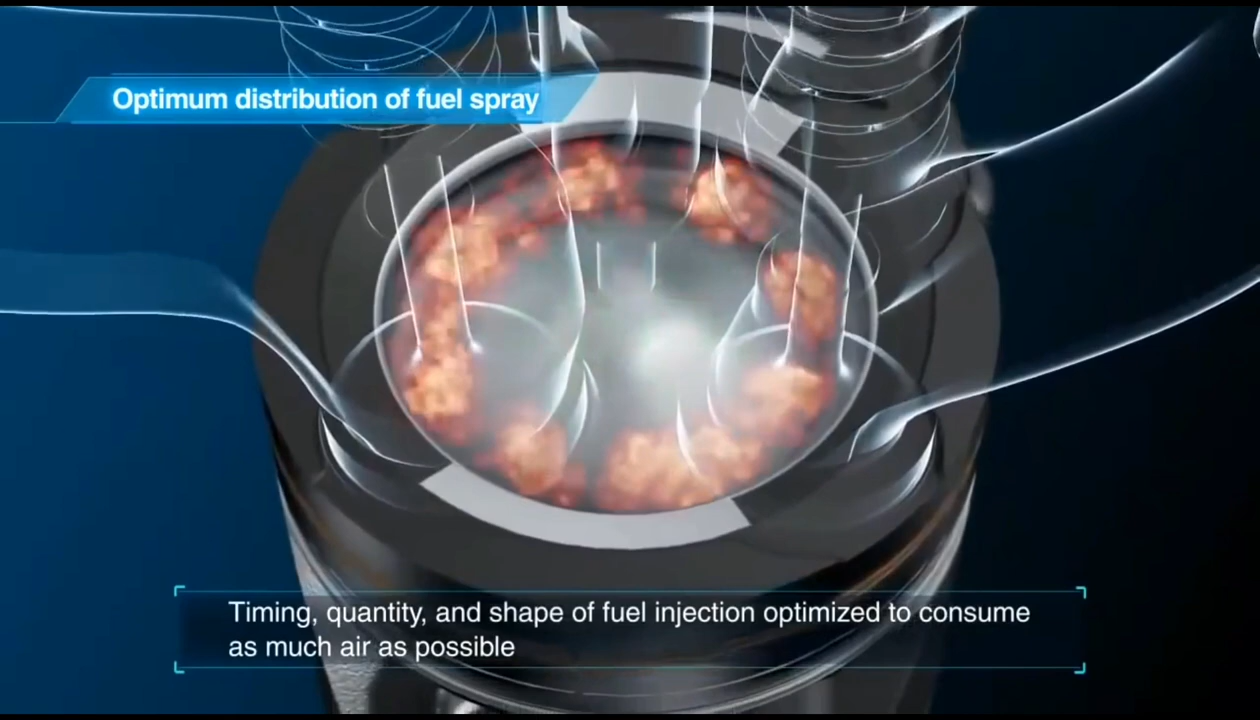 Optimum distribution of fuel spray
Timing, quantity, and shape of fuel injection optimized to consume
as much air as possible